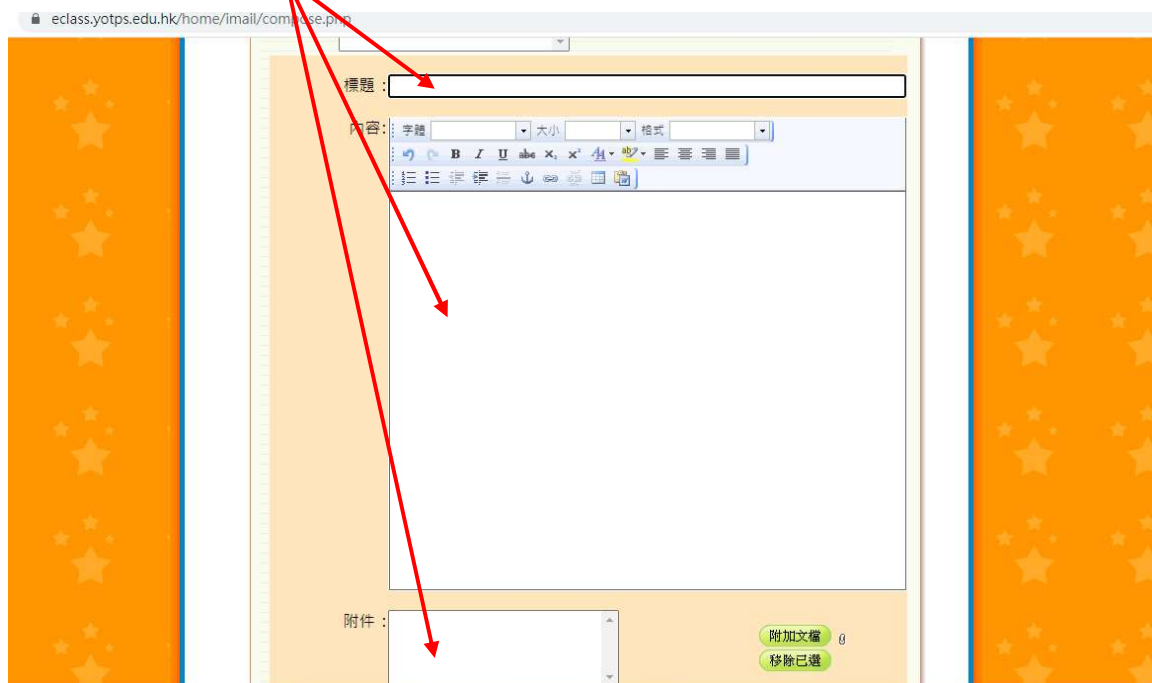 eclass.yotps.edu.hk/home/imail/compose.php
標題 :
內容: 字體 大小 格式
B I U abc X₂ x²
附件 :
附加文檔
移除已選